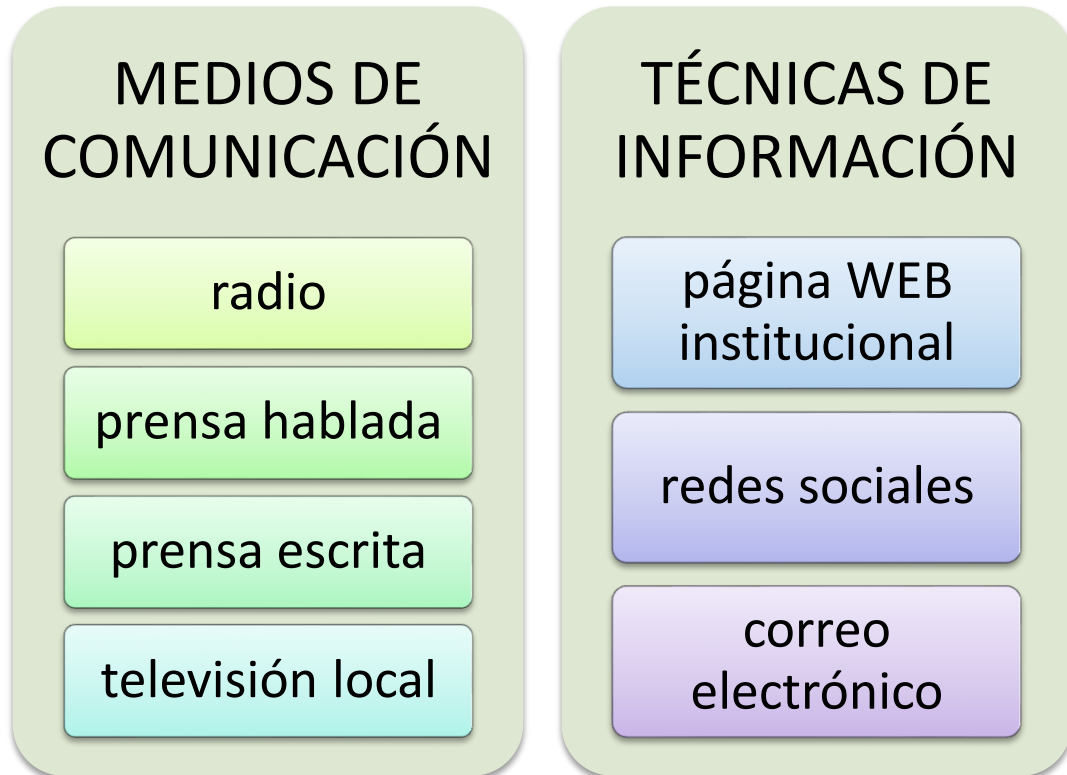 MEDIOS DE
COMUNICACIÓN
radio
prensa hablada
prensa escrita
televisión local
TÉCNICAS DE
INFORMACIÓN
página WEB
institucional
redes sociales
correo
electrónico